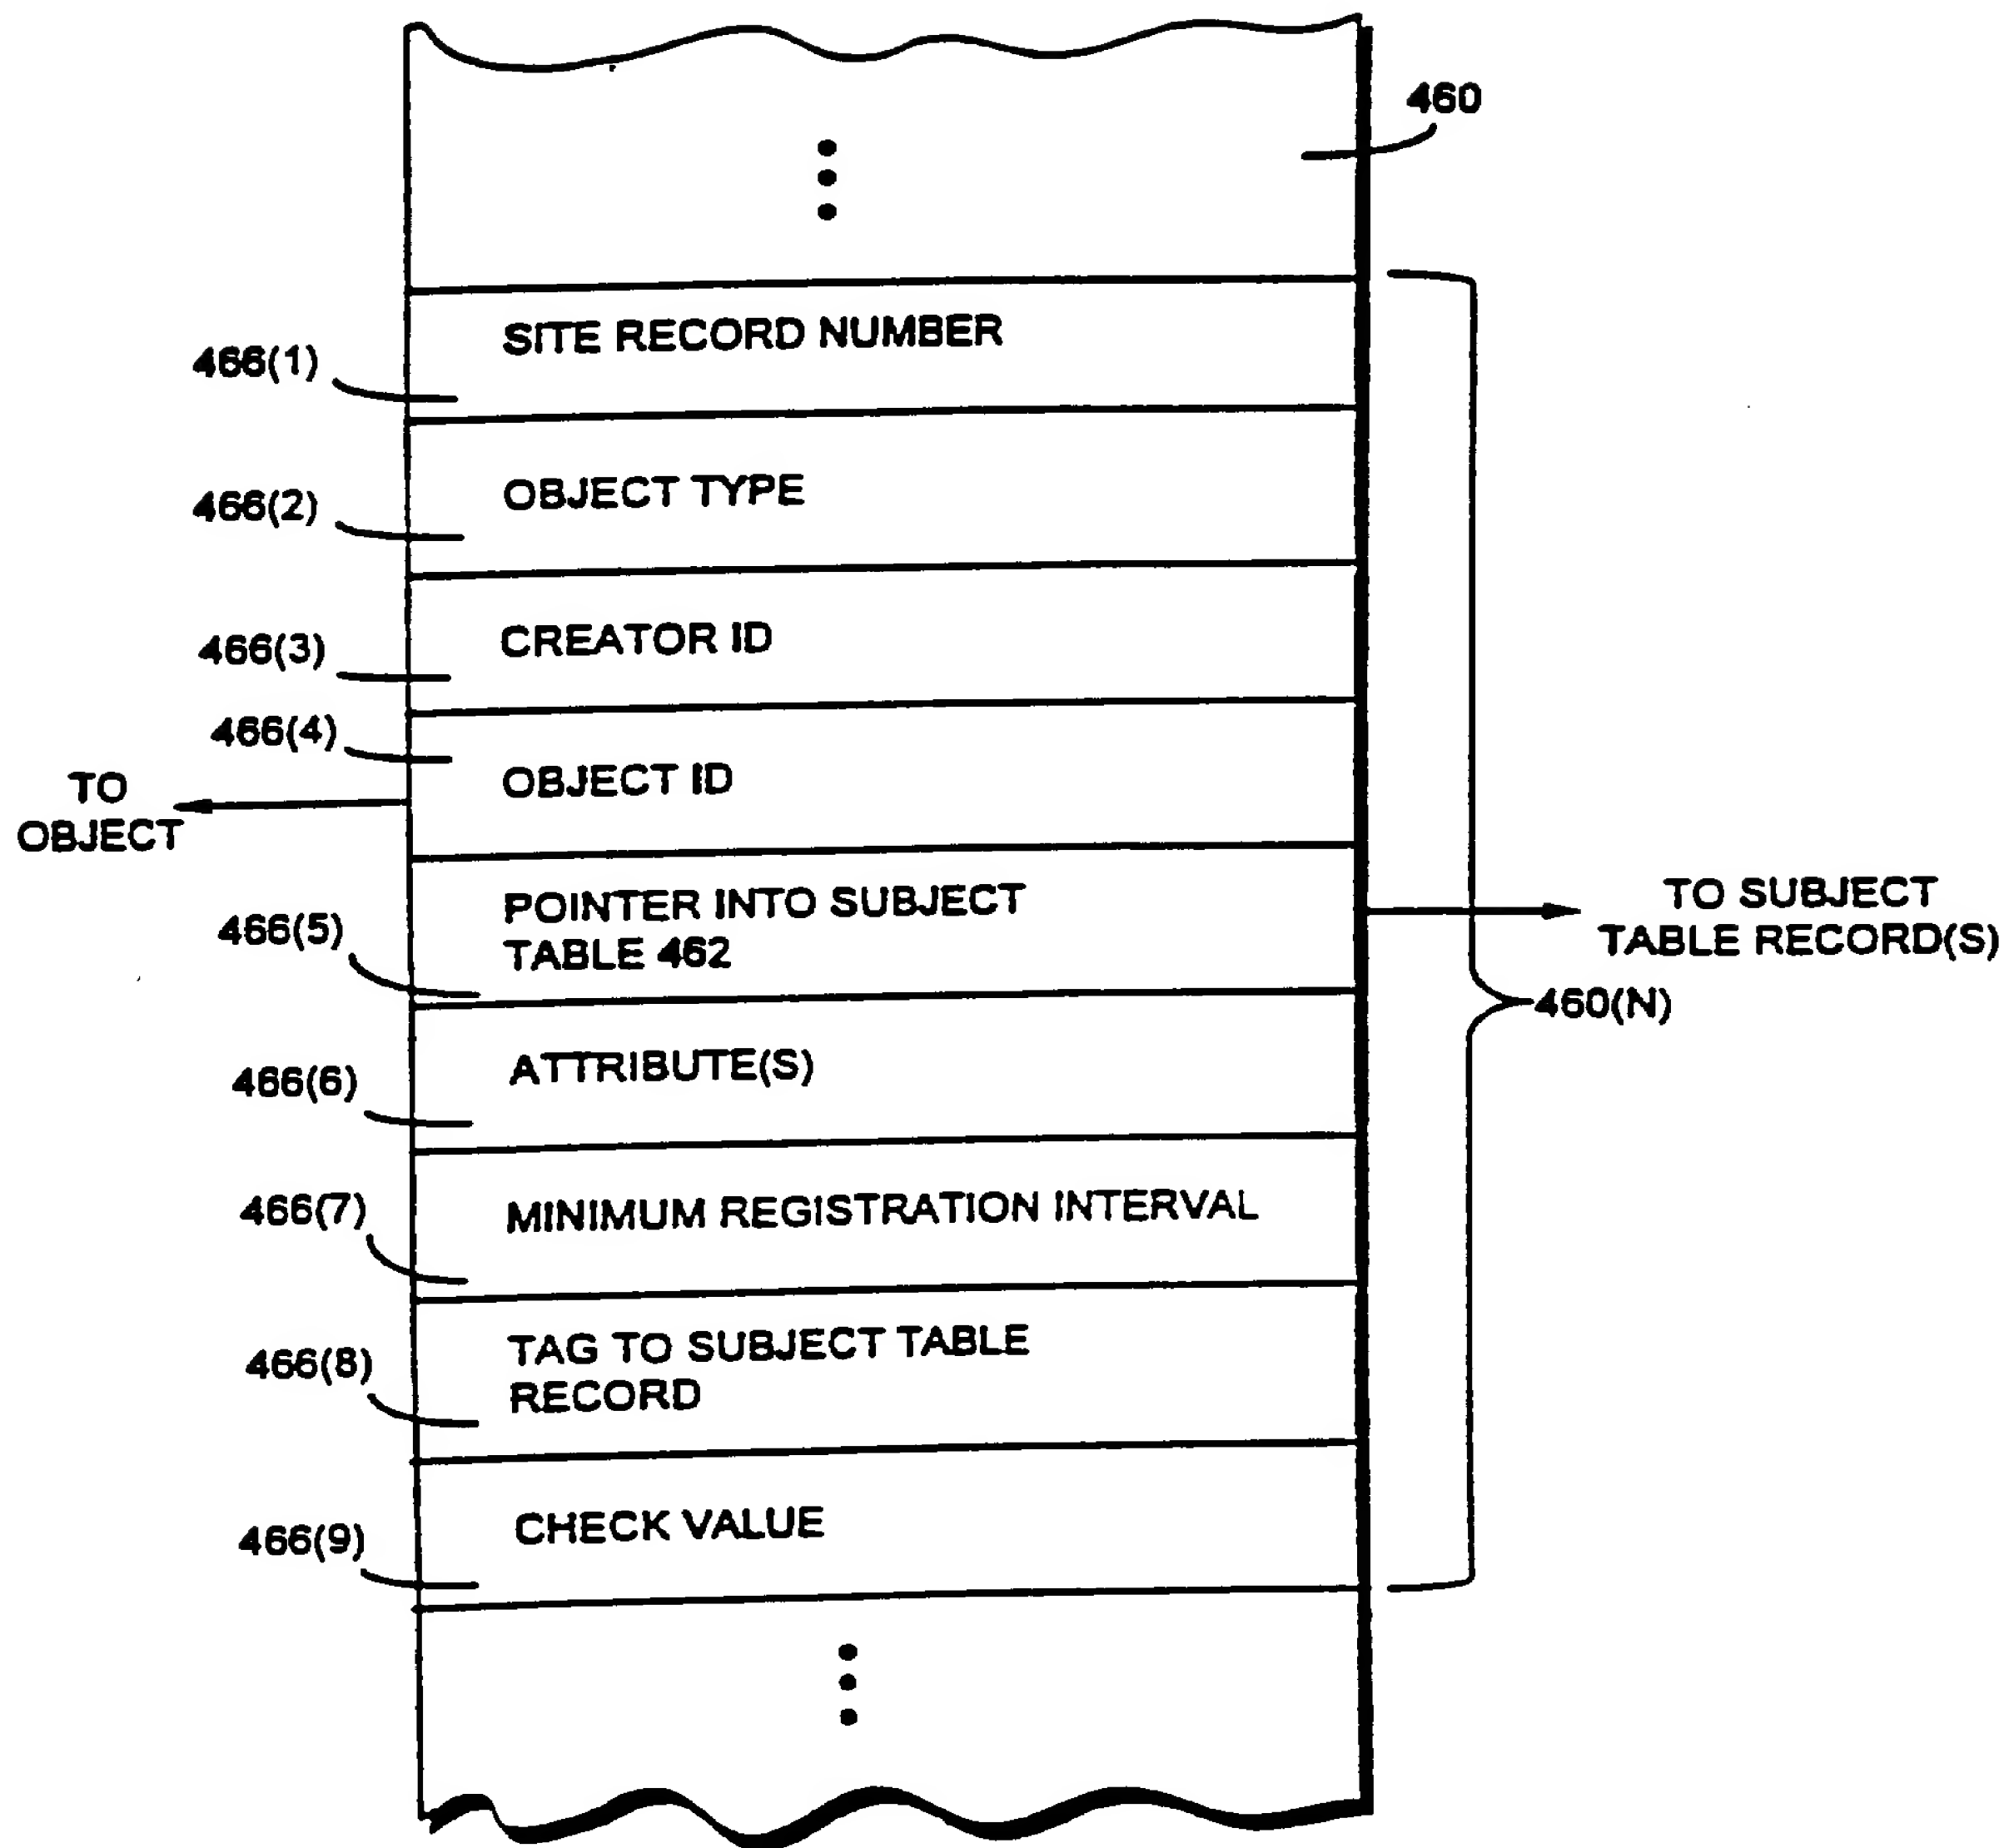 460
466(1)
SITE RECORD NUMBER
466(2)
OBJECT TYPE
466(3)
CREATOR ID
466(4)
OBJECT ID
TO
OBJECT
466(5)
POINTER INTO SUBJECT
TABLE 462
TO SUBJECT
TABLE RECORD(S)
460(N)
466(6)
ATTRIBUTE(S)
466(7)
MINIMUM REGISTRATION INTERVAL
466(8)
TAG TO SUBJECT TABLE
RECORD
466(9)
CHECK VALUE